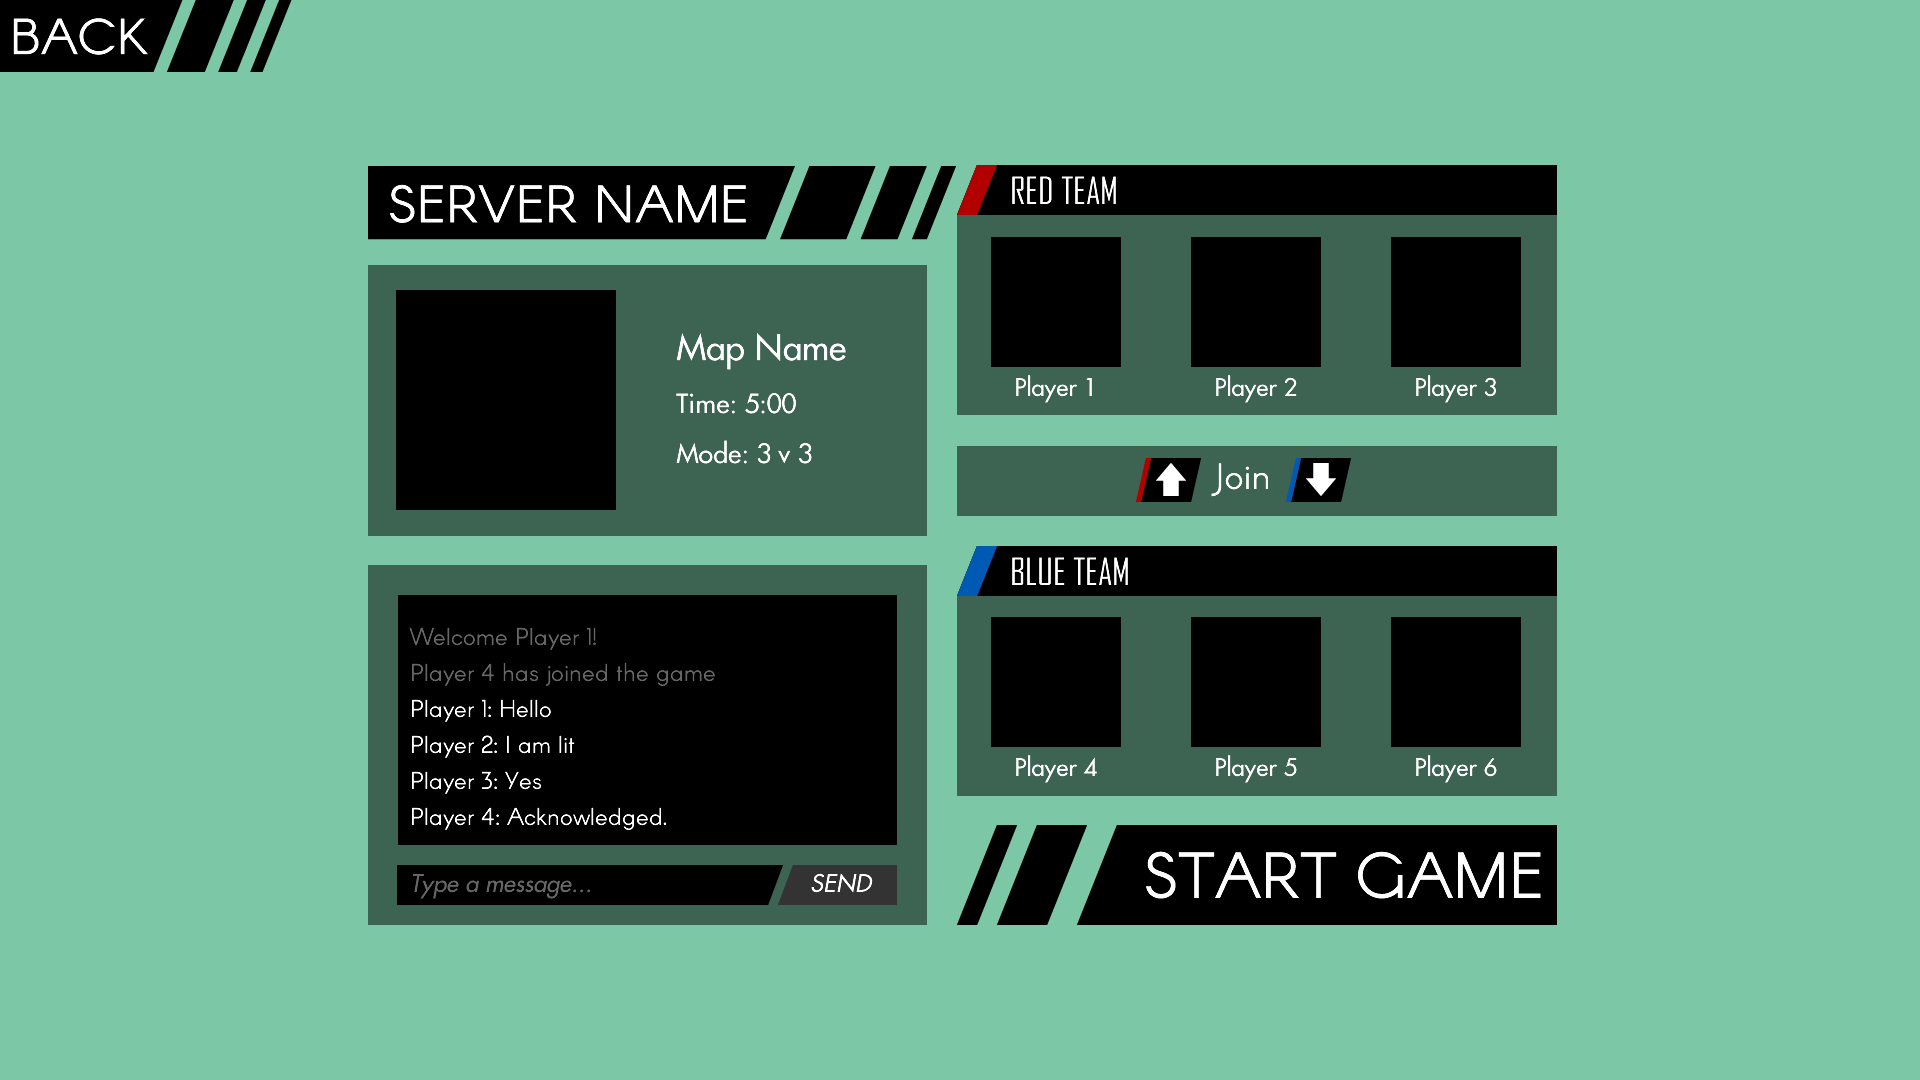 BACK
SERVER NAME
Map Name
Time: 5:00
Mode: 3 v 3
Welcome Player 1!
Player 4 has joined the game
Player 1: Hello
Player 2: I am lit
Player 3: Yes
Player 4: Acknowledged.
Type a message...
SEND
RED TEAM
Player 1
Player 2
Player 3
Join
BLUE TEAM
Player 4
Player 5
Player 6
START GAME